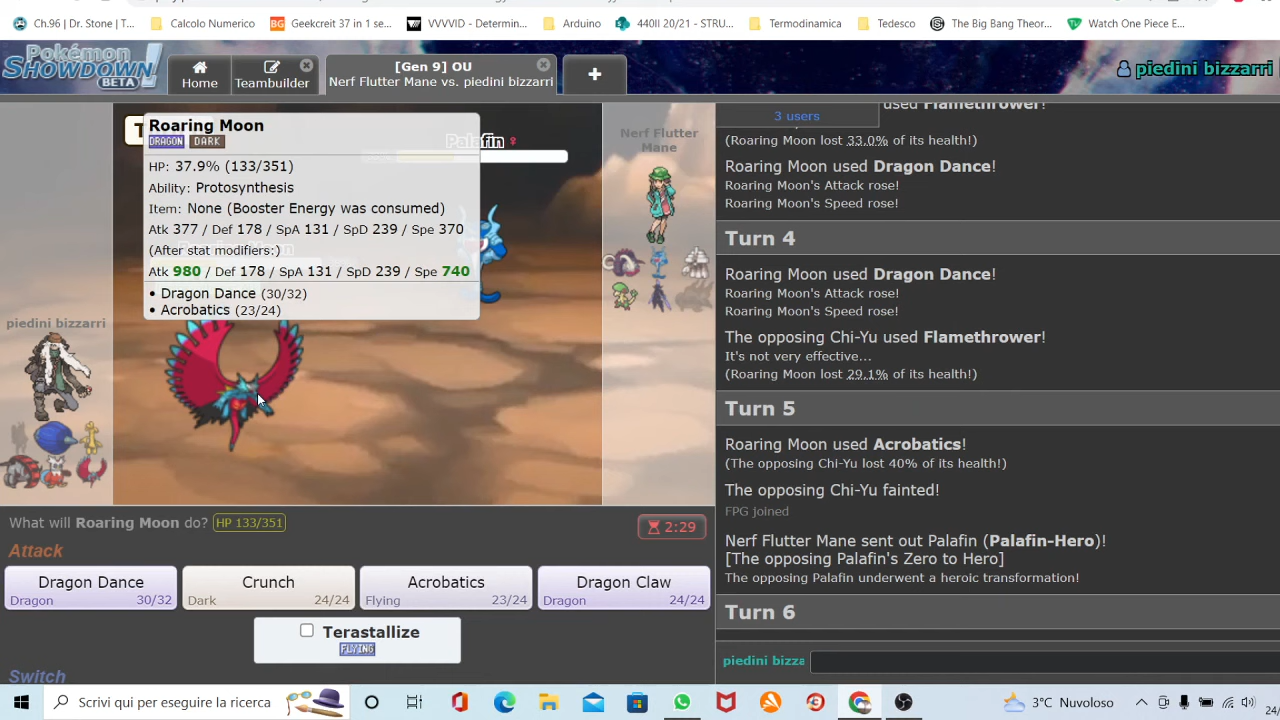 Ch.96 | Dr. Stone | T...
Calcolo Numerico
BG Geekcreit 37 in 1 se...
VVVVID - Determin...
Arduino
440II 20/21 - STRU...
Termodinamica
Tedesco
The Big Bang Theor...
Watch One Piece E...
Pokémon
SHOWDOWN!
BETA
Home
Teambuilder
[Gen 9] OU
Nerf Flutter Mane vs. piedini bizzarri
+
piedini bizzarri
Roaring Moon
DRAGON DARK
HP: 37.9% (133/351)
Ability: Protosynthesis
Item: None (Booster Energy was consumed)
Atk 377 / Def 178 / SpA 131 / SpD 239 / Spe 370
(After stat modifiers:)
Atk 980 / Def 178 / SpA 131 / SpD 239 / Spe 740
• Dragon Dance (30/32)
• Acrobatics (23/24)
Palafin ♀
Nerf Flutter
Mane
piedini bizzarri
3 users
used Flamethrower!
(Roaring Moon lost 33.0% of its health!)
Roaring Moon used Dragon Dance!
Roaring Moon's Attack rose!
Roaring Moon's Speed rose!
Turn 4
Roaring Moon used Dragon Dance!
Roaring Moon's Attack rose!
Roaring Moon's Speed rose!
The opposing Chi-Yu used Flamethrower!
It's not very effective...
(Roaring Moon lost 29.1% of its health!)
Turn 5
Roaring Moon used Acrobatics!
(The opposing Chi-Yu lost 40% of its health!)
The opposing Chi-Yu fainted!
FPG joined
Nerf Flutter Mane sent out Palafin (Palafin-Hero)!
[The opposing Palafin's Zero to Hero]
The opposing Palafin underwent a heroic transformation!
Turn 6
piedini bizza
What will Roaring Moon do? HP 133/351
2:29
Attack
Dragon Dance
Dragon 30/32
Crunch
Dark 24/24
Acrobatics
Flying 23/24
Dragon Claw
Dragon 24/24
Terastallize
FLYING
Switch
Scrivi qui per eseguire la ricerca
3°C Nuvoloso
24/